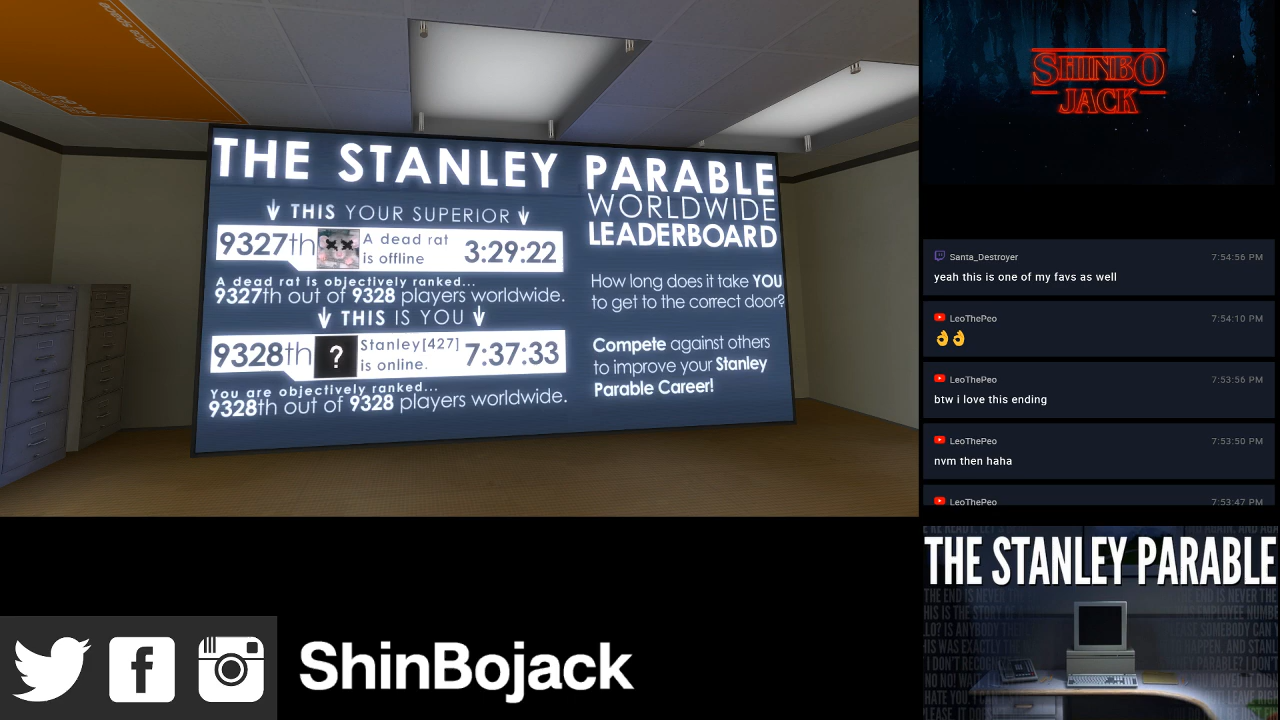 THE STANLEY PARABLE
WORLDWIDE
LEADERBOARD
THIS YOUR SUPERIOR
9327th
A dead rat
is offline
3:29:22
A dead rat is objectively ranked...
9327th out of 9328 players worldwide.
THIS IS YOU
9328th
?
Stanley[427]
is online.
7:37:33
You are objectively ranked...
9328th out of 9328 players worldwide.
How long does it take YOU
to get to the correct door?
Compete against others
to improve your Stanley
Parable Career!
SHINBO
JACK
Santa_Destroyer 7:54:56 PM
yeah this is one of my favs as well
LeoThePeo 7:54:10 PM
👌👌
LeoThePeo 7:53:56 PM
btw i love this ending
LeoThePeo 7:53:50 PM
nvm then haha
LeoThePeo 7:53:47 PM
THE STANLEY PARABLE
ShinBojack